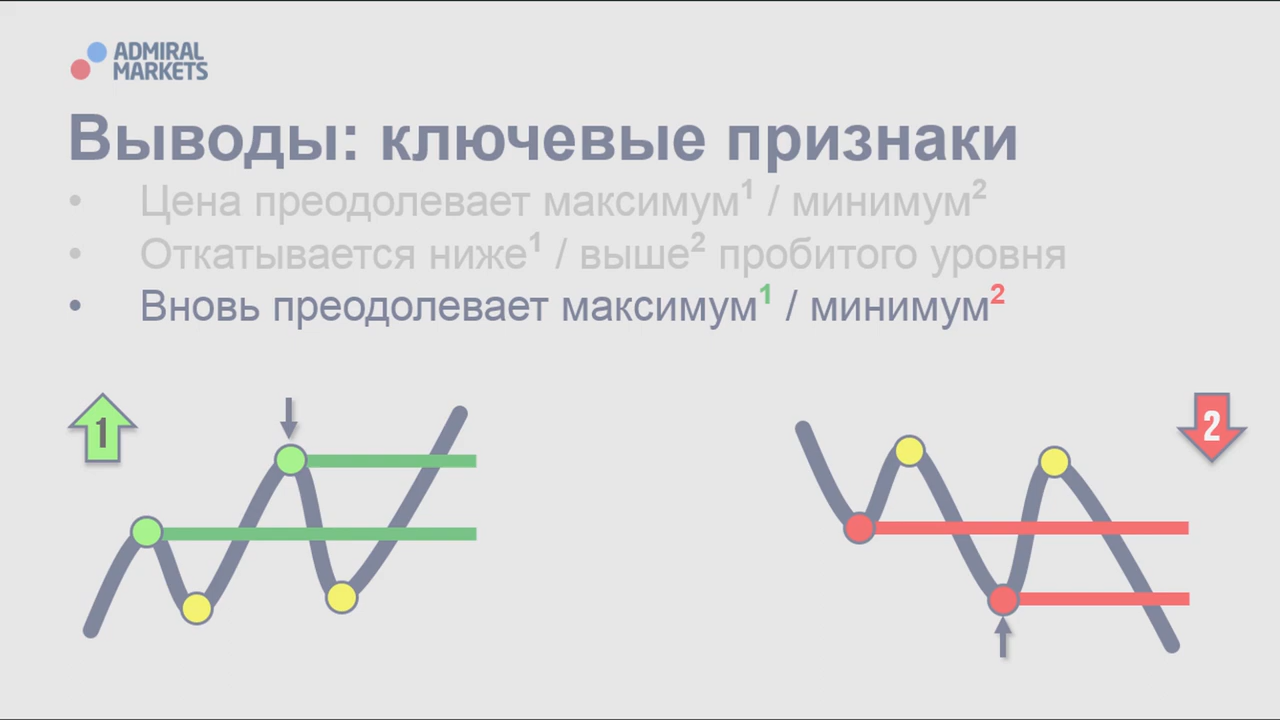 ADMIRAL
MARKETS
Выводы: ключевые признаки
• Цена преодолевает максимум¹ / минимум²
• Откатывается ниже¹ / выше² пробитого уровня
• Вновь преодолевает максимум¹ / минимум²
1
2